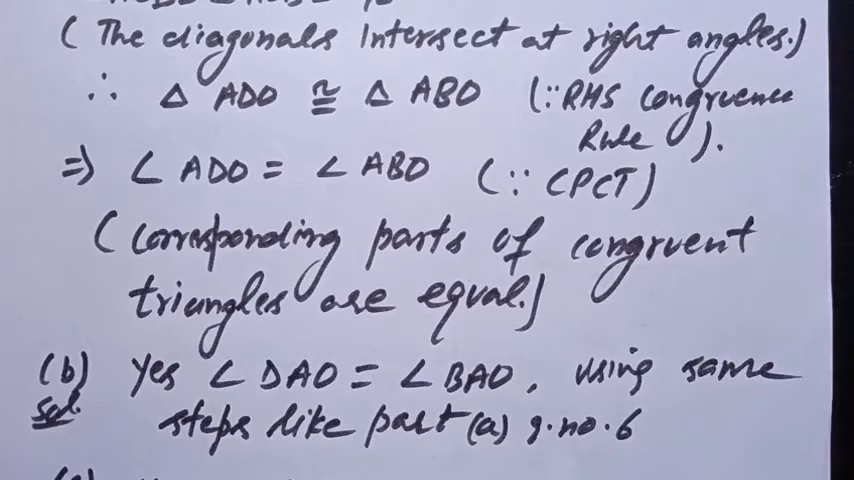 ( The diagonals Intersect at right angles.)
∴ △ ADO ≅ △ ABO (∵RHS Congruence
Rule ).
⇒ ∠ ADO = ∠ ABO (∵ CPCT)
( Corresponding parts of congruent
triangles are equal.)
(b) Yes ∠ DAO = ∠ BAO, using same
Sol. steps like part (a) q.no.6